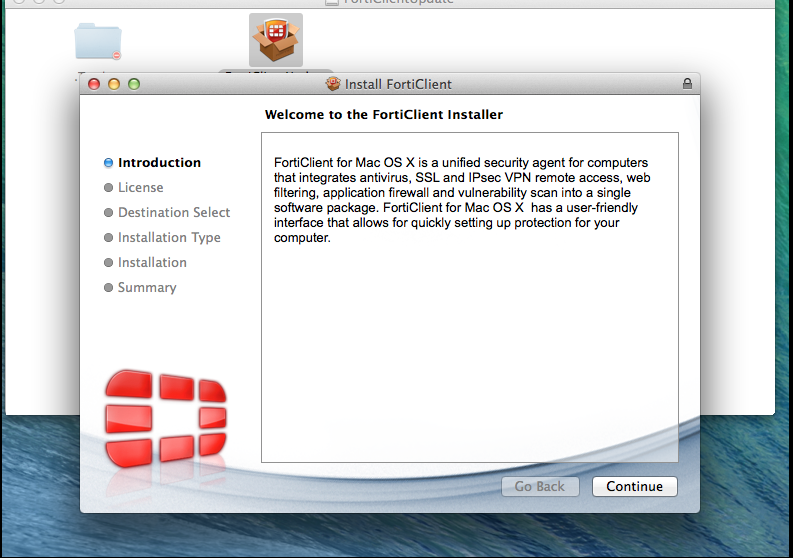 FortiClientUpdate
Install FortiClient
Welcome to the FortiClient Installer
Introduction
License
Destination Select
Installation Type
Installation
Summary
FortiClient for Mac OS X is a unified security agent for computers
that integrates antivirus, SSL and IPsec VPN remote access, web
filtering, application firewall and vulnerability scan into a single
software package. FortiClient for Mac OS X  has a user-friendly
interface that allows for quickly setting up protection for your
computer.
Go Back
Continue